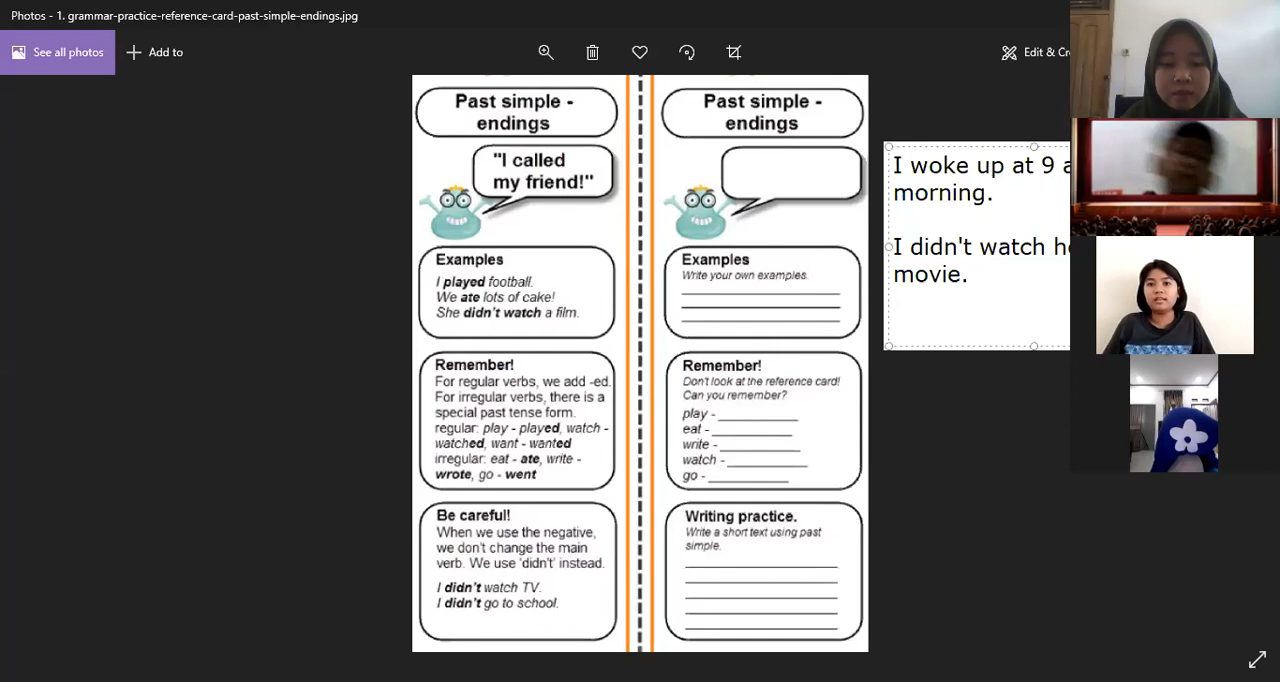 Photos - 1. grammar-practice-reference-card-past-simple-endings.jpg
See all photos
Add to
Edit &
Past simple -
endings
"I called
my friend!"
Examples
I played football.
We ate lots of cake!
She didn't watch a film.
Remember!
For regular verbs, we add -ed.
For irregular verbs, there is a
special past tense form.
regular: play - played, watch -
watched, want - wanted
irregular: eat - ate, write -
wrote, go - went
Be careful!
When we use the negative,
we don't change the main
verb. We use 'didn't' instead.
I didn't watch TV.
I didn't go to school.
Past simple -
endings
Examples
Write your own examples.
Remember!
Don't look at the reference card!
Can you remember?
play -
eat -
write -
watch -
go -
Writing practice.
Write a short text using past
simple.
I woke up at 9
morning.
I didn't watch
movie.